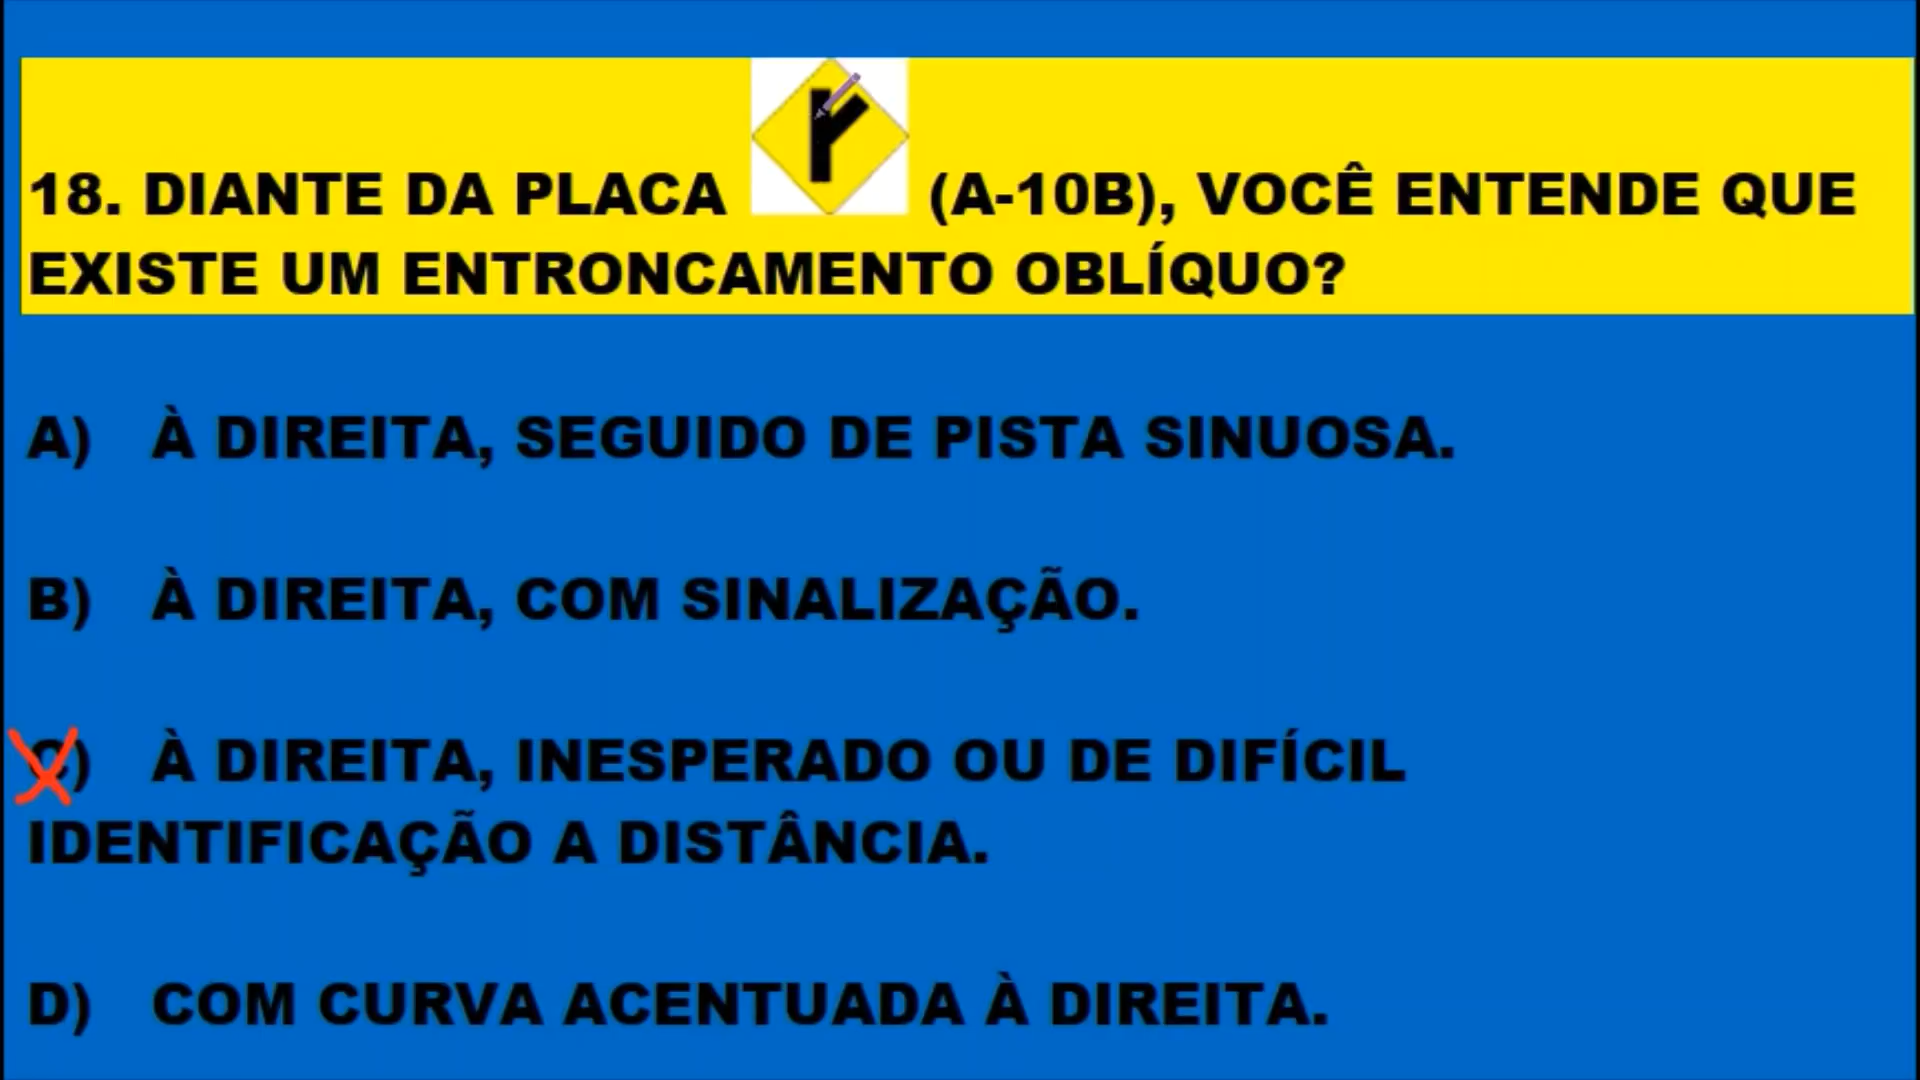 18. DIANTE DA PLACA (A-10B), VOCÊ ENTENDE QUE
EXISTE UM ENTRONCAMENTO OBLÍQUO?
A) À DIREITA, SEGUIDO DE PISTA SINUOSA.
B) À DIREITA, COM SINALIZAÇÃO.
C) À DIREITA, INESPERADO OU DE DIFÍCIL
IDENTIFICAÇÃO A DISTÂNCIA.
D) COM CURVA ACENTUADA À DIREITA.